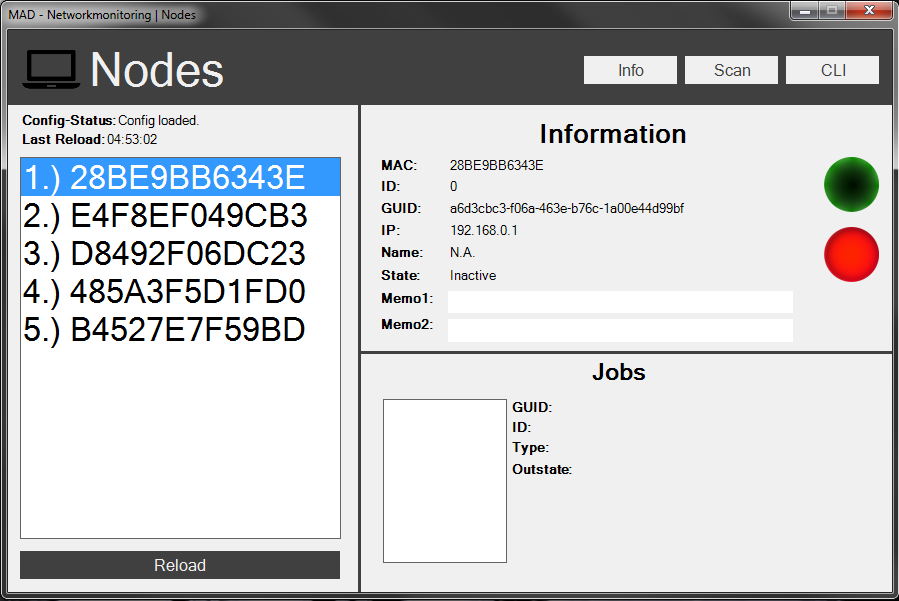 MAD - Networkmonitoring | Nodes
Nodes
Info Scan CLI
Config-Status: Config loaded.
Last Reload: 04:53:02
1.) 28BE9BB6343E
2.) E4F8EF049CB3
3.) D8492F06DC23
4.) 485A3F5D1FD0
5.) B4527E7F59BD
Reload
Information
MAC: 28BE9BB6343E
ID: 0
GUID: a6d3cbc3-f06a-463e-b76c-1a00e44d99bf
IP: 192.168.0.1
Name: N.A.
State: Inactive
Memo1:
Memo2:
Jobs
GUID:
ID:
Type:
Outstate: